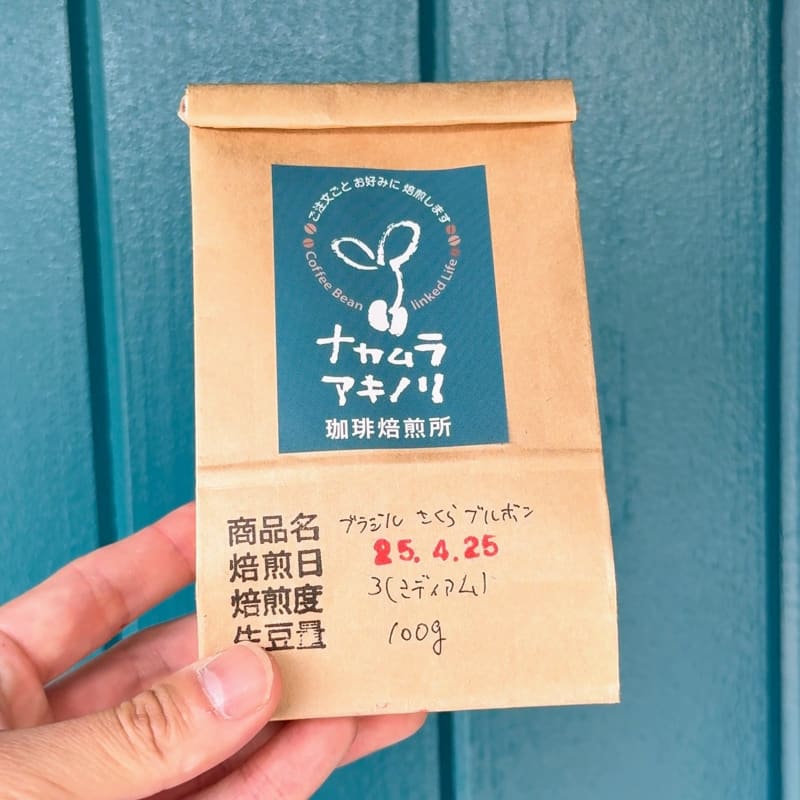 ご注文ごと お好みに 焙煎します
Coffee Bean linked Life
ナカムラ
アキノリ
珈琲焙煎所
商品名 ブラジル さくら ブルボン
焙煎日 25.4.25
焙煎度 3(ミディアム)
生豆量 100g